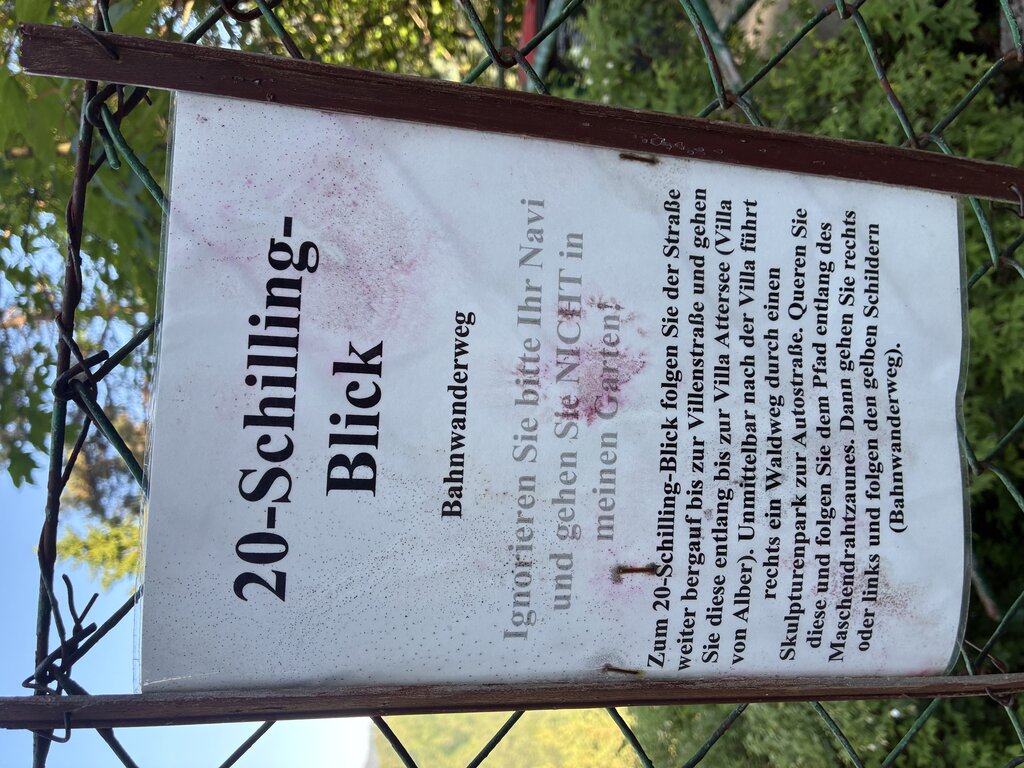 20-Schilling-
Blick
Bahnwanderweg
Ignorieren Sie bitte Ihr Navi
und gehen Sie NICHT in
meinen Garten!
Zum 20-Schilling-Blick folgen Sie der Straße
weiter bergauf bis zur Villenstraße und gehen
Sie diese entlang bis zur Villa Attersee (Villa
von Alber). Unmittelbar nach der Villa führt
rechts ein Waldweg durch einen
Skulpturenpark zur Autostraße. Queren Sie
diese und folgen Sie dem Pfad entlang des
Maschendrahtzaunes. Dann gehen Sie rechts
oder links und folgen den gelben Schildern
(Bahnwanderweg).